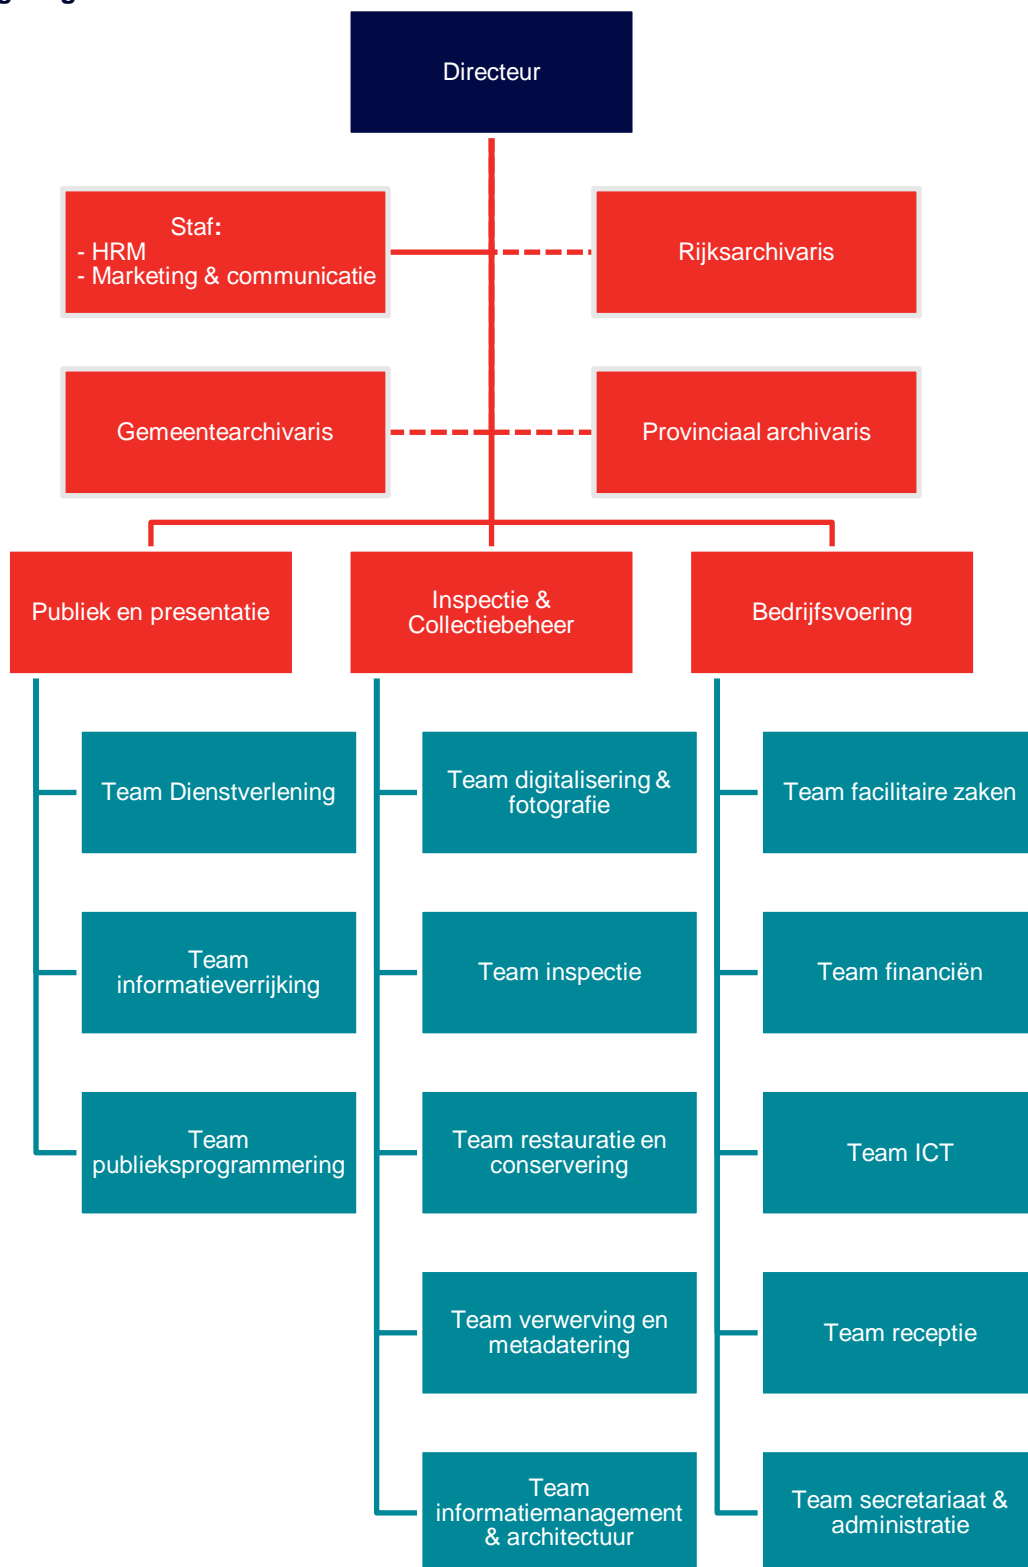 Directeur
Staf:
- HRM
- Marketing & communicatie
Rijksarchivaris
Gemeentearchivaris
Provinciaal archivaris
Publiek en presentatie
Inspectie &
Collectiebeheer
Bedrijfsvoering
Team Dienstverlening
Team digitalisering &
fotografie
Team facilitaire zaken
Team
informatieverrijking
Team inspectie
Team financiën
Team
publieksprogrammering
Team restauratie en
conservering
Team ICT
Team verwerving en
metadatering
Team receptie
Team
informatiemanagement
& architectuur
Team secretariaat &
administratie